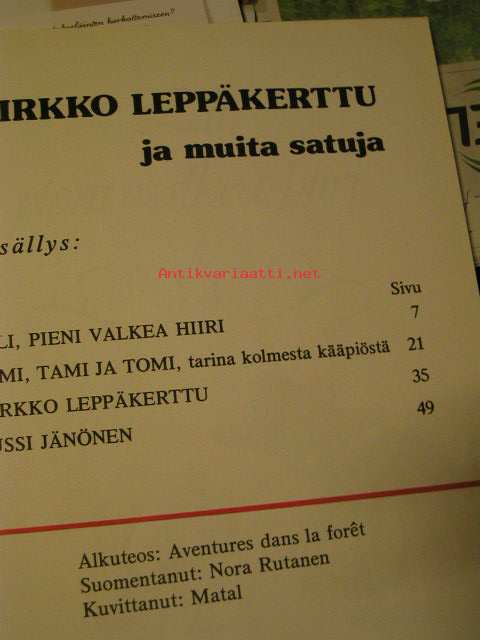 IRKKO LEPPÄKERTTU
ja muita satuja
sällys:
Antikvariaatti.net
Sivu
LI, PIENI VALKEA HIIRI 7
MI, TAMI JA TOMI, tarina kolmesta kääpiöstä 21
RKKO LEPPÄKERTTU 35
USSI JÄNÖNEN 49
Alkuteos: Aventures dans la forêt
Suomentanut: Nora Rutanen
Kuvittanut: Matal